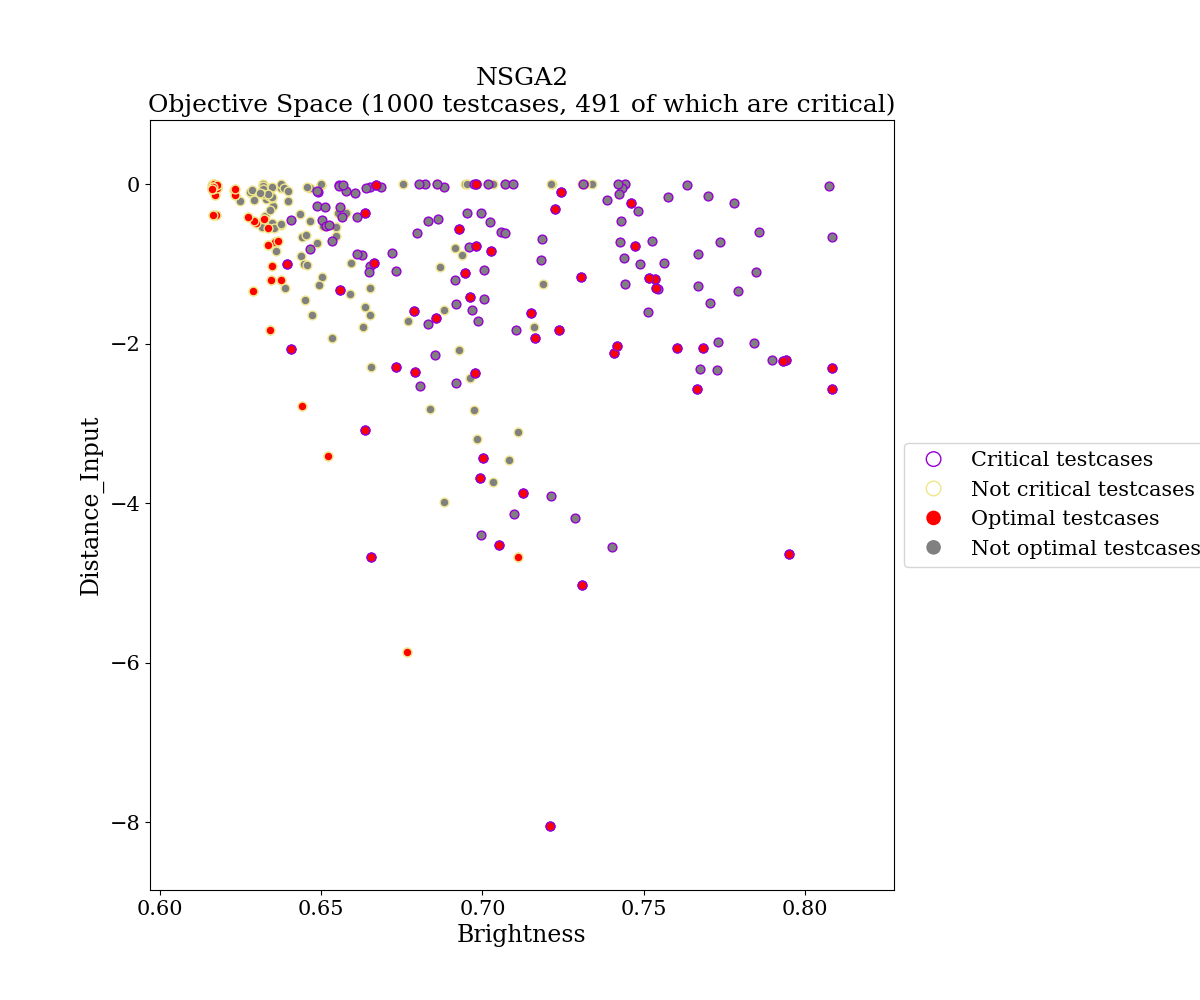 NSGA2
Objective Space (1000 testcases, 491 of which are critical)
0
−2
−4
−6
−8
Distance_Input
0.60 0.65 0.70 0.75 0.80
Brightness
Critical testcases
Not critical testcases
Optimal testcases
Not optimal testcases